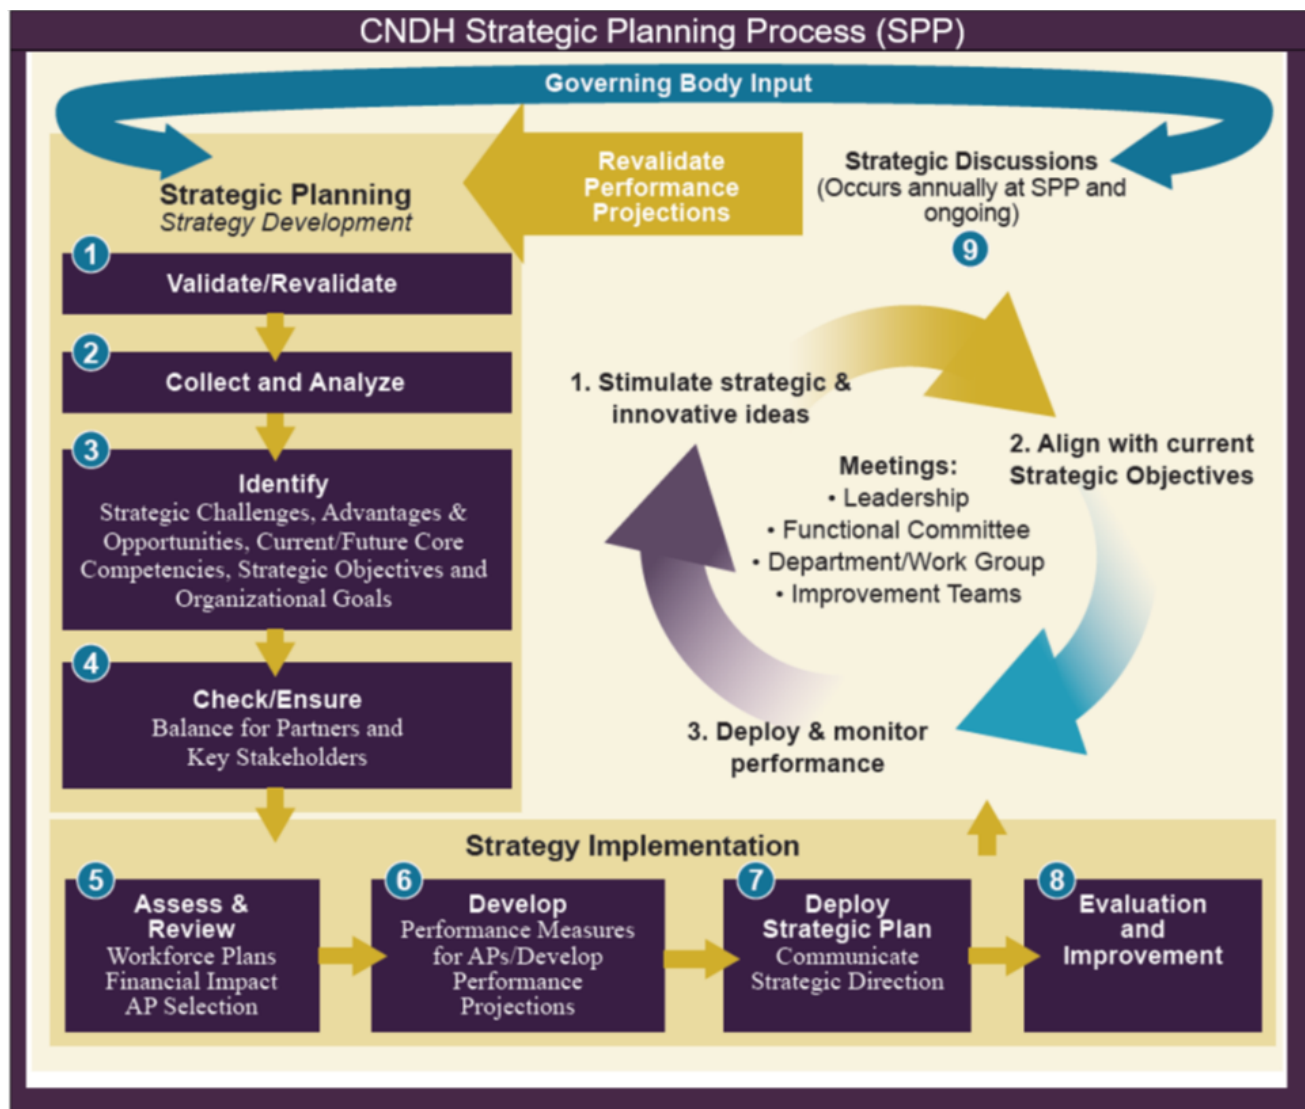 CNDH Strategic Planning Process (SPP)
Governing Body Input
Revalidate
Performance
Projections
Strategic Discussions
(Occurs annually at SPP and
ongoing)
9
Strategic Planning
Strategy Development
1
Validate/Revalidate
2
Collect and Analyze
3
Identify
Strategic Challenges, Advantages &
Opportunities, Current/Future Core
Competencies, Strategic Objectives and
Organizational Goals
4
Check/Ensure
Balance for Partners and
Key Stakeholders
1. Stimulate strategic &
innovative ideas
2. Align with current
Strategic Objectives
Meetings:
• Leadership
• Functional Committee
• Department/Work Group
• Improvement Teams
3. Deploy & monitor
performance
Strategy Implementation
5
Assess &
Review
Workforce Plans
Financial Impact
AP Selection
6
Develop
Performance Measures
for APs/Develop
Performance
Projections
7
Deploy
Strategic Plan
Communicate
Strategic Direction
8
Evaluation
and
Improvement